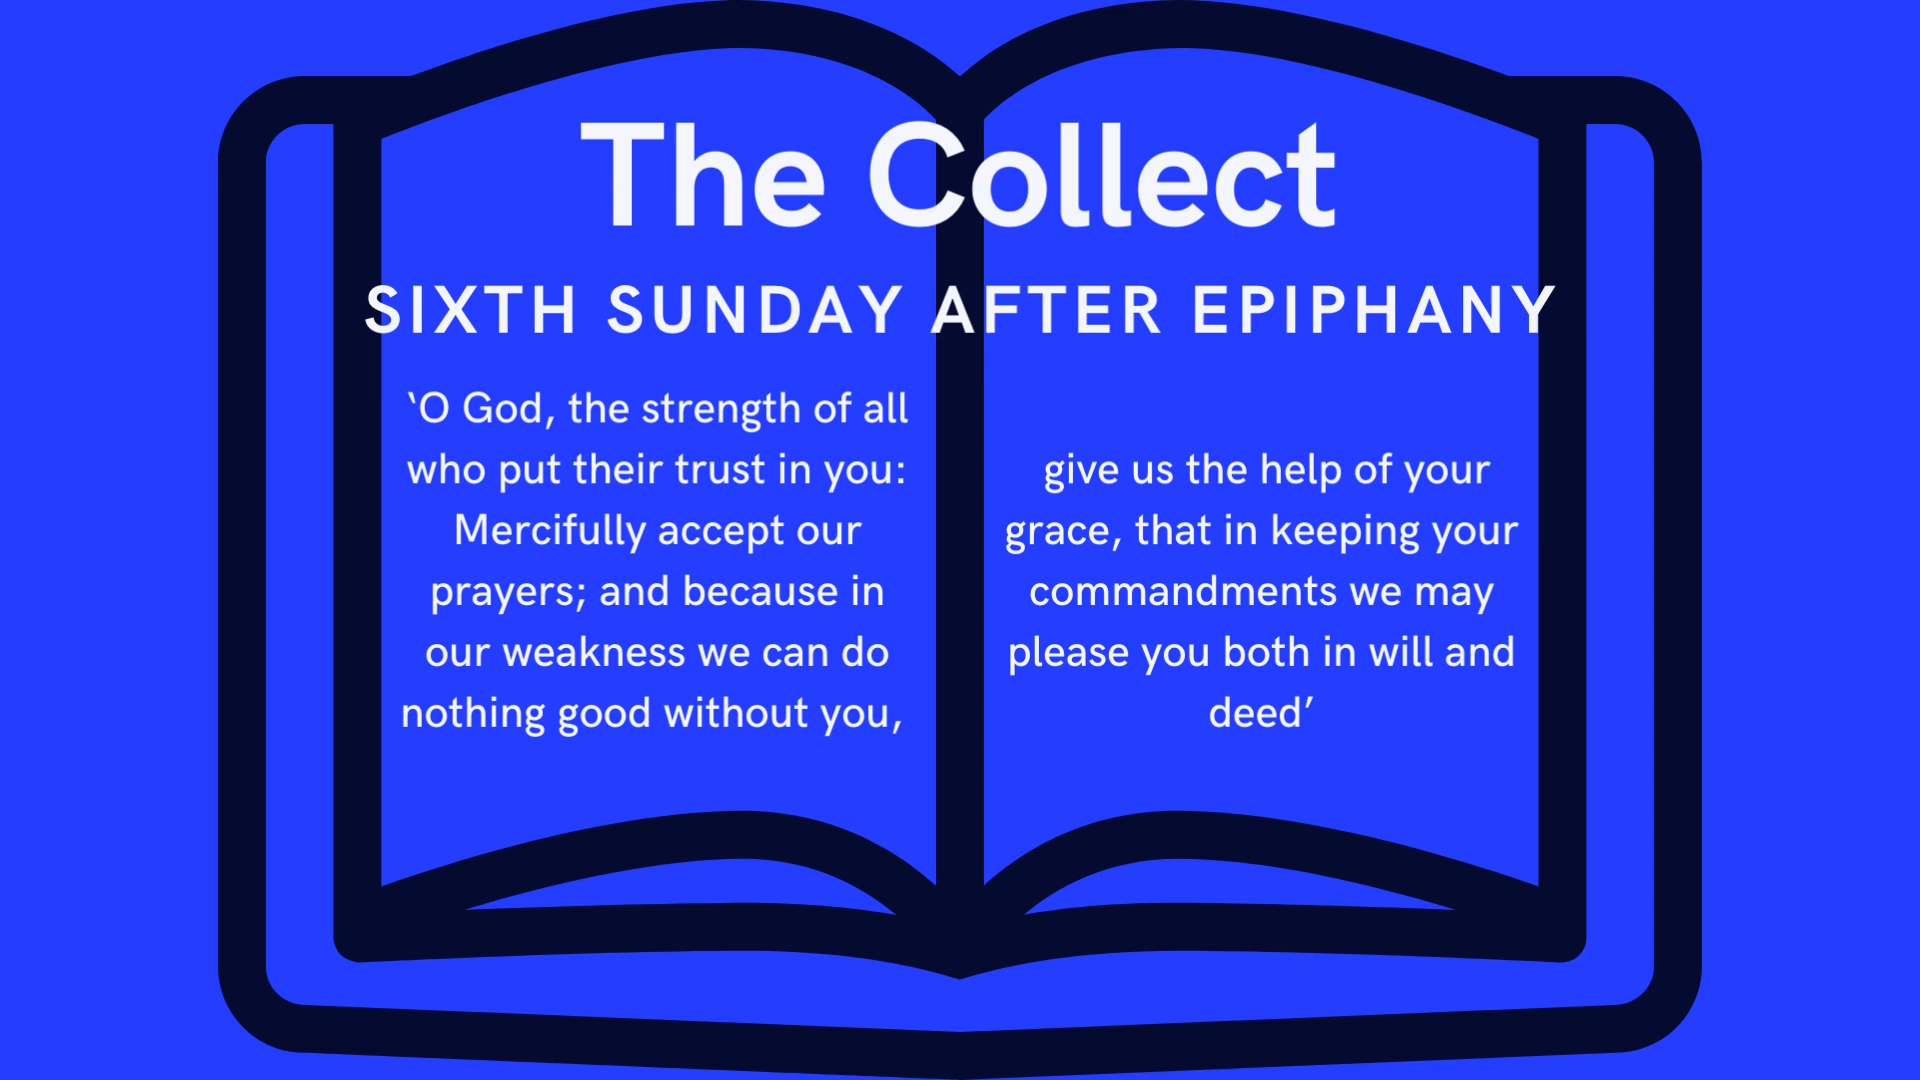 The Collect
SIXTH SUNDAY AFTER EPIPHANY
‘O God, the strength of all
who put their trust in you:
Mercifully accept our
prayers; and because in
our weakness we can do
nothing good without you,
give us the help of your
grace, that in keeping your
commandments we may
please you both in will and
deed’